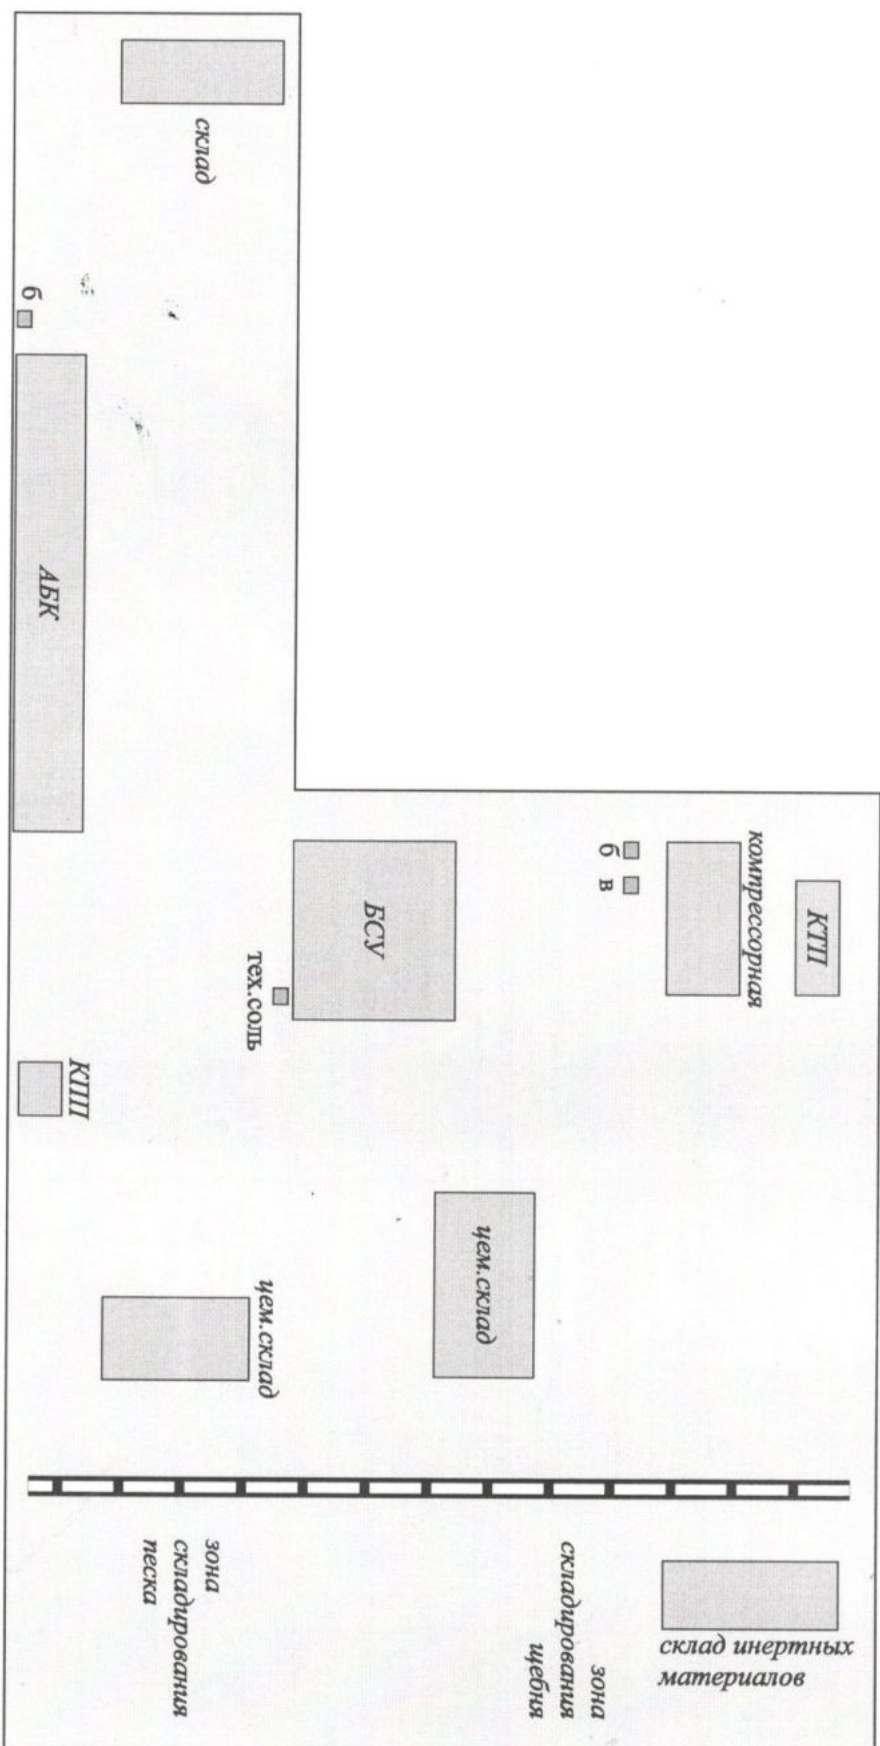 склад
б
АБК
компрессорная
КТП
б
в
БСУ
тех.соль
КПП
цем.склад
цем.склад
зона
складирования
песка
зона
складирования
щебня
склад инертных
материалов